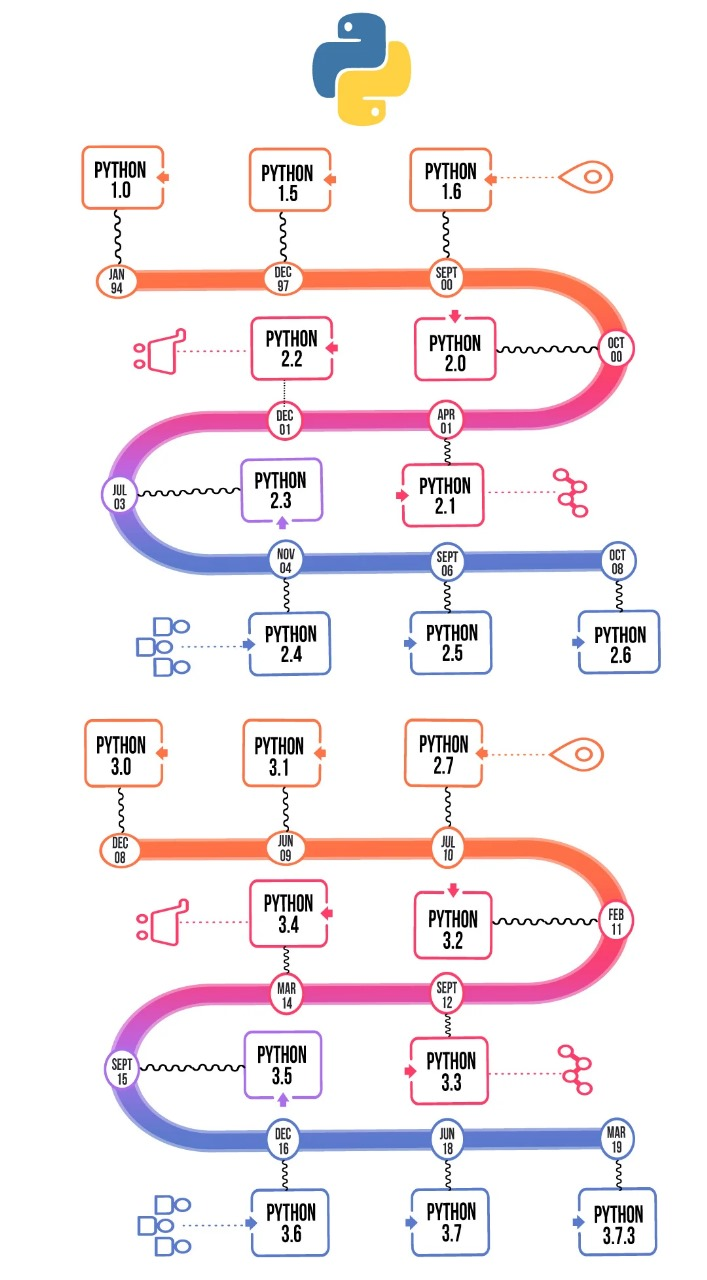 PYTHON
1.0
PYTHON
1.5
PYTHON
1.6
JAN
94
DEC
97
SEPT
00
PYTHON
2.2
PYTHON
2.0
OCT
00
DEC
01
APR
01
JUL
03
PYTHON
2.3
PYTHON
2.1
NOV
04
SEPT
06
OCT
08
PYTHON
2.4
PYTHON
2.5
PYTHON
2.6
PYTHON
3.0
PYTHON
3.1
PYTHON
2.7
DEC
08
JUN
09
JUL
10
PYTHON
3.4
PYTHON
3.2
FEB
11
MAR
14
SEPT
12
SEPT
15
PYTHON
3.5
PYTHON
3.3
DEC
16
JUN
18
MAR
19
PYTHON
3.6
PYTHON
3.7
PYTHON
3.7.3